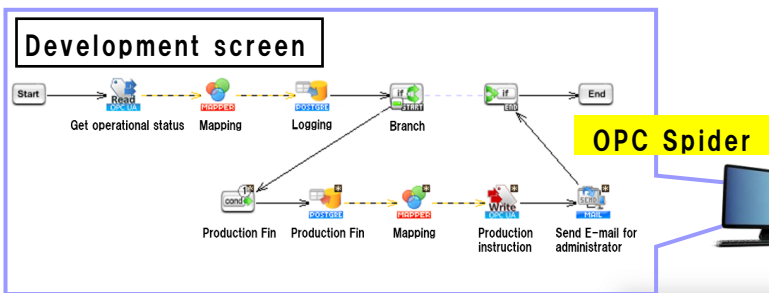 Development screen
Start
Read
OPC UA
MAPPER
POSTGRE
if
START
if
END
End
Get operational status
Mapping
Logging
Branch
OPC Spider
1
cond
POSTGRE
MAPPER
Write
OPC UA
SEND
MAIL
Production Fin
Production Fin
Mapping
Production
instruction
Send E-mail for
administrator